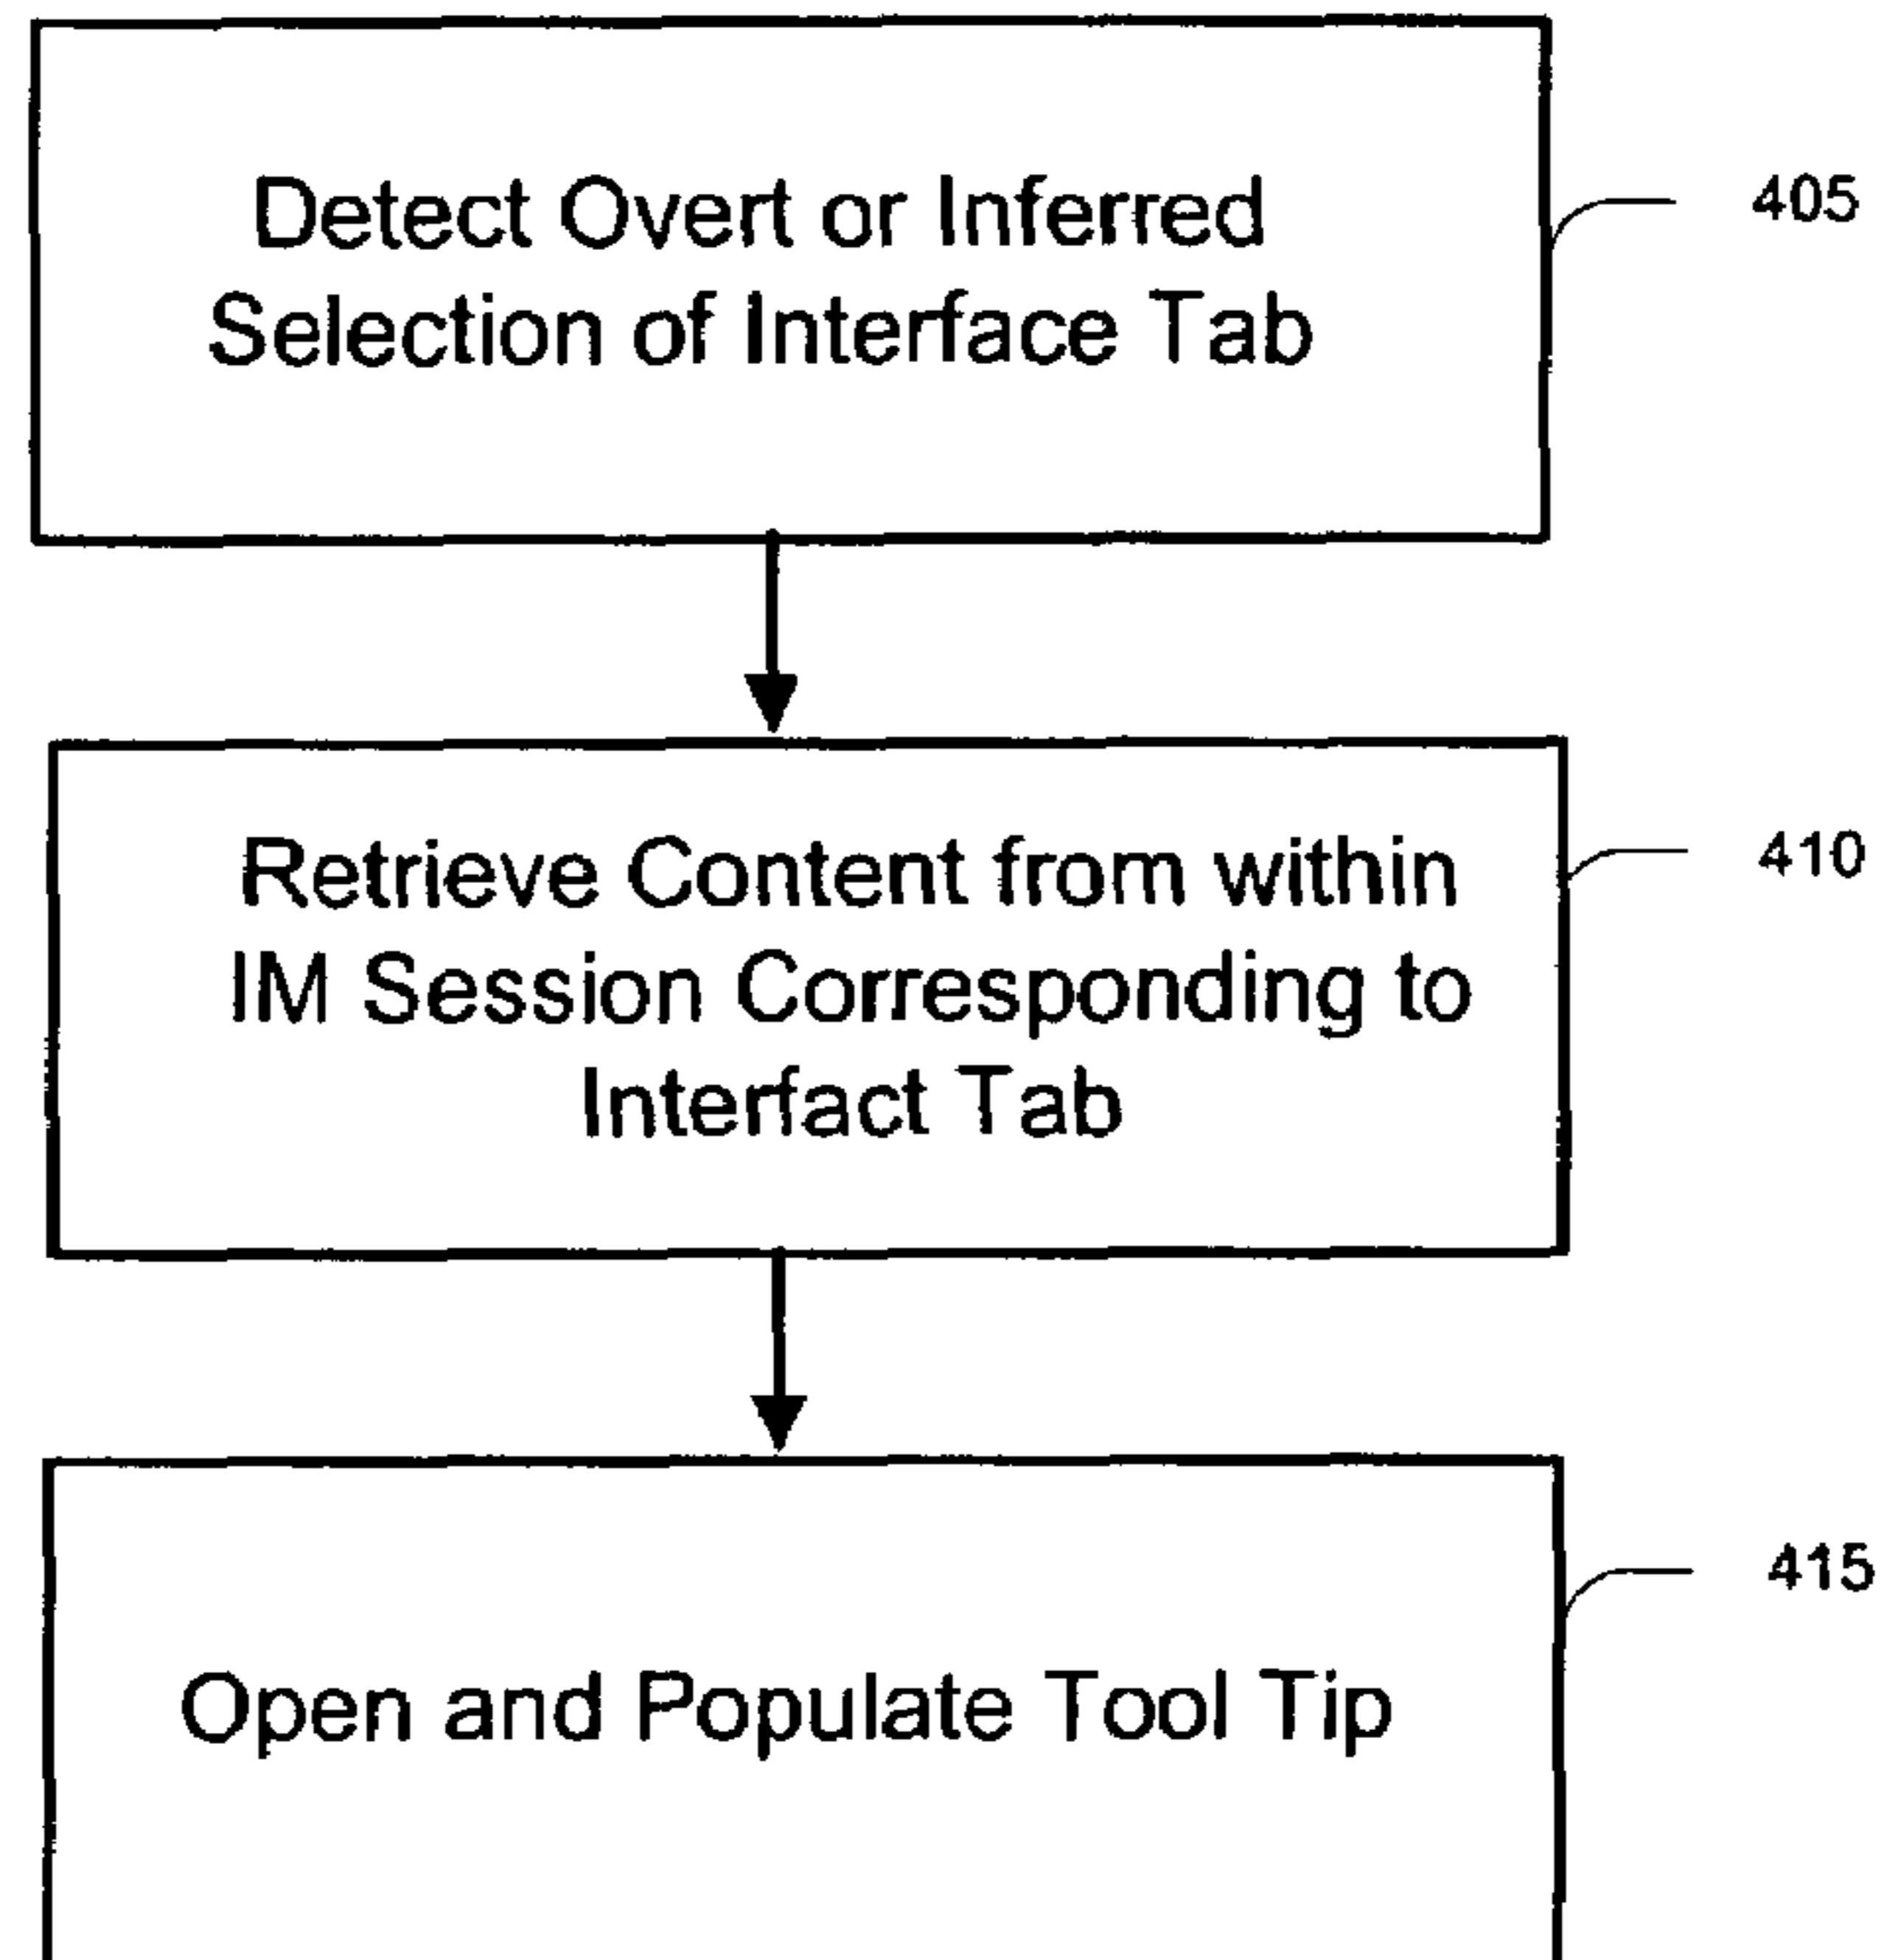 Detect Overt or Inferred
Selection of Interface Tab
405
Retrieve Content from within
IM Session Corresponding to
Interfact Tab
410
Open and Populate Tool Tip
415